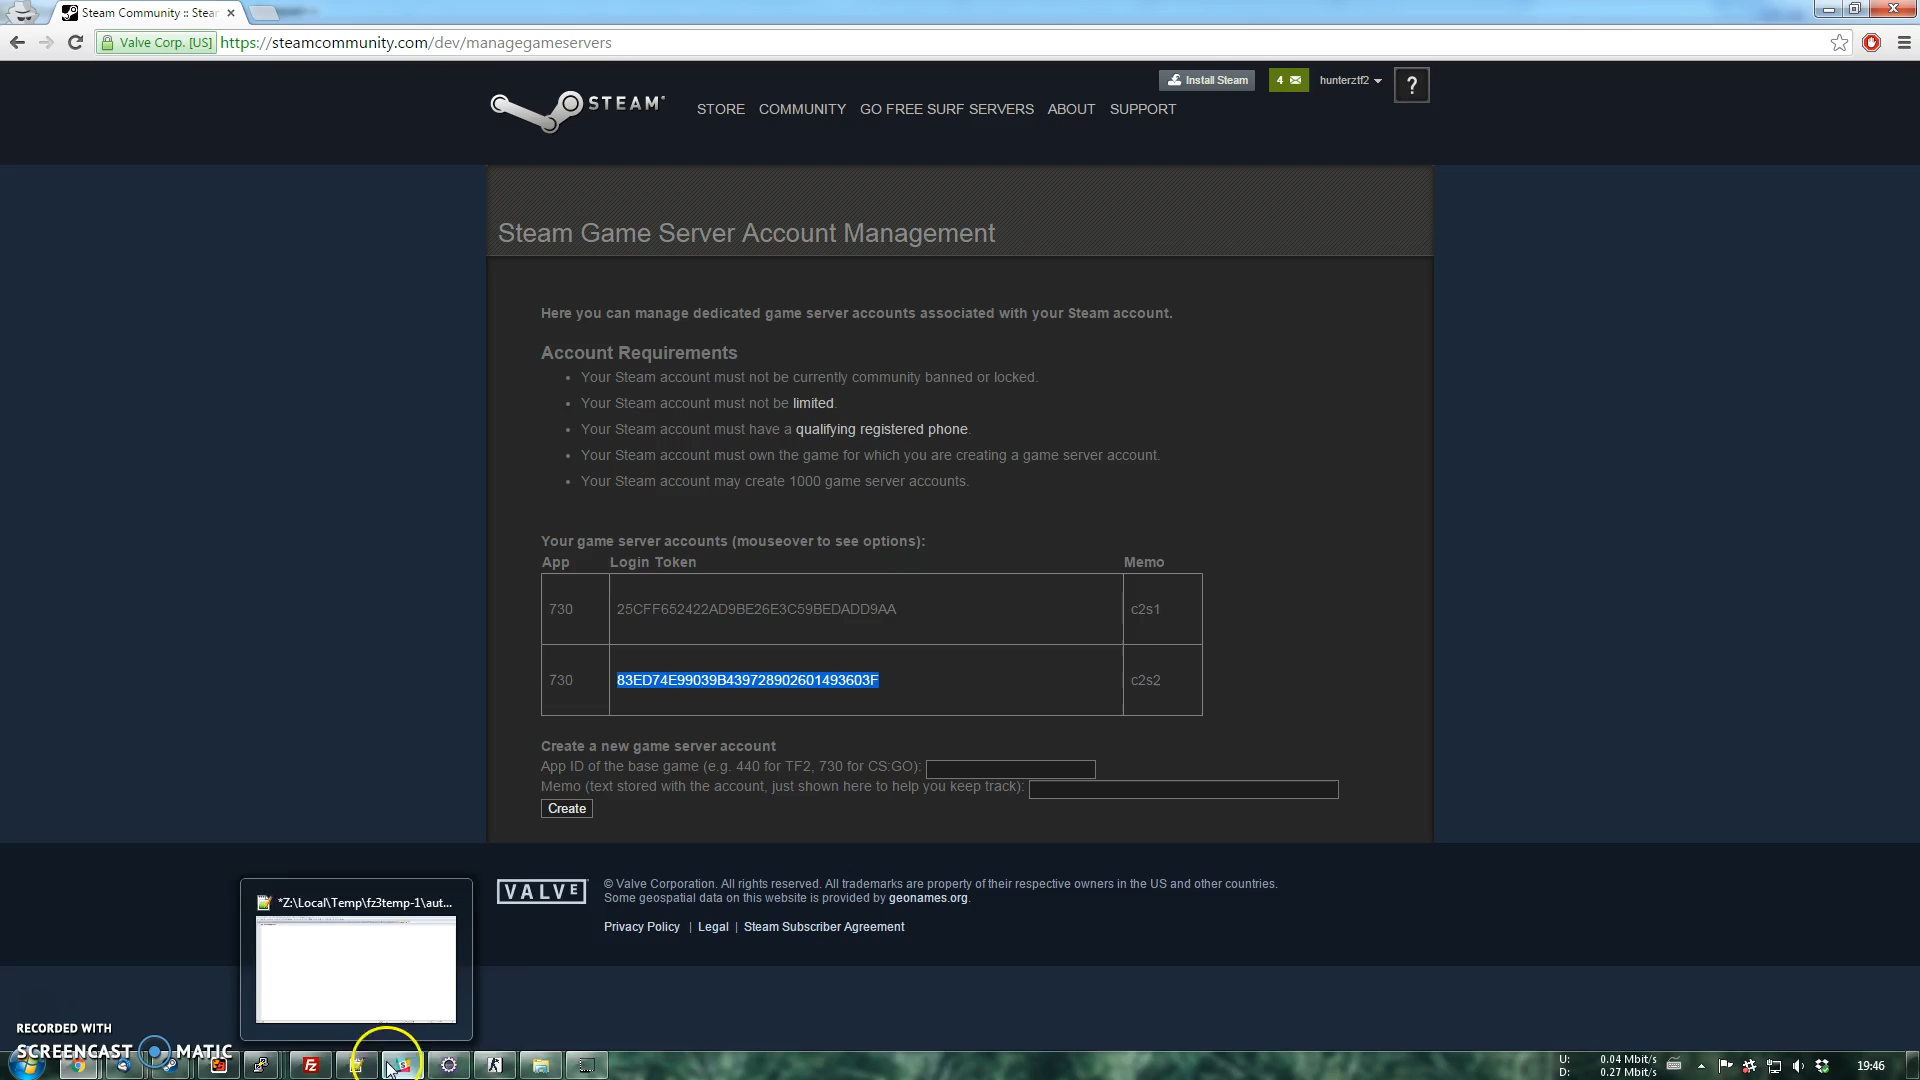 Steam Community :: Stear
Valve Corp. [US] https://steamcommunity.com/dev/managegameservers
Install Steam
4
hunterztf2
?
STEAM
STORE COMMUNITY GO FREE SURF SERVERS ABOUT SUPPORT
Steam Game Server Account Management
Here you can manage dedicated game server accounts associated with your Steam account.
Account Requirements
• Your Steam account must not be currently community banned or locked.
• Your Steam account must not be limited.
• Your Steam account must have a qualifying registered phone.
• Your Steam account must own the game for which you are creating a game server account.
• Your Steam account may create 1000 game server accounts.
Your game server accounts (mouseover to see options):
App Login Token Memo
730 25CFF652422AD9BE26E3C59BEDADD9AA c2s1
730 83ED74E99039B439728902601493603F c2s2
Create a new game server account
App ID of the base game (e.g. 440 for TF2, 730 for CS:GO):
Memo (text stored with the account, just shown here to help you keep track):
Create
VALVE
© Valve Corporation. All rights reserved. All trademarks are property of their respective owners in the US and other countries.
Some geospatial data on this website is provided by geonames.org.
Privacy Policy | Legal | Steam Subscriber Agreement
*Z:\Local\Temp\fz3temp-1\aut...
RECORDED WITH
SCREENCAST MATIC
Fz
U: 0.04 Mbit/s
D: 0.27 Mbit/s
19:46